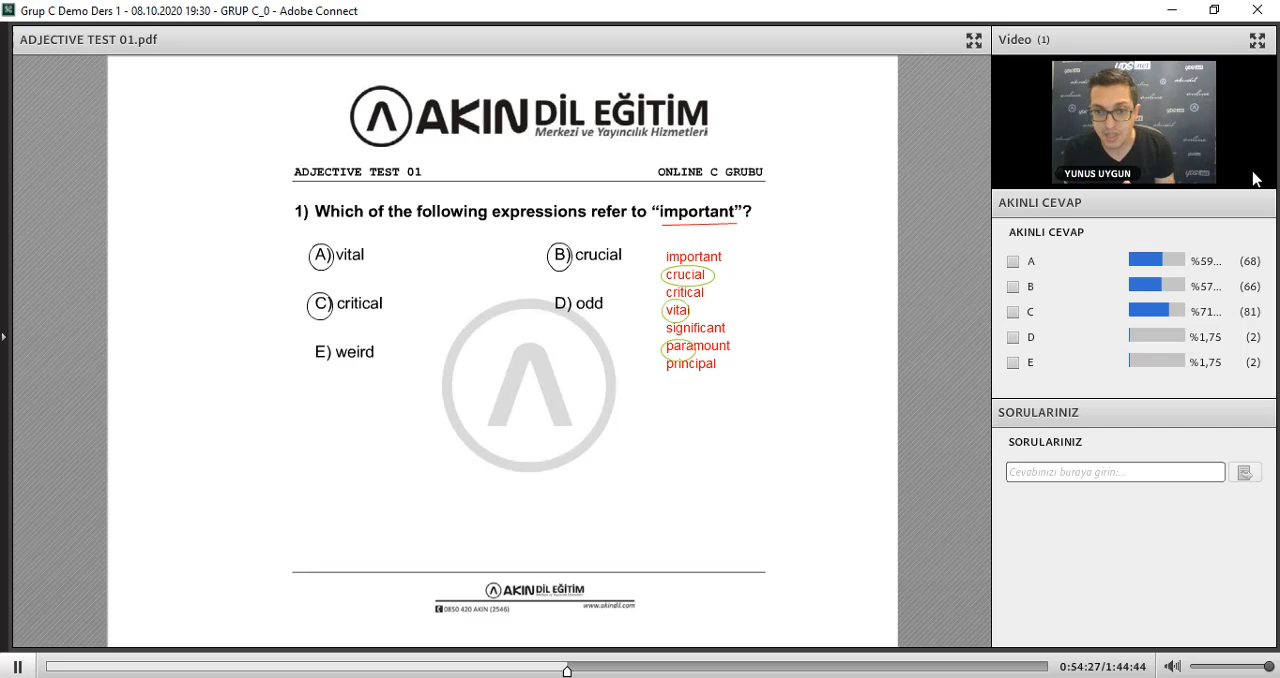 Grup C Demo Ders 1 - 08.10.2020 19:30 - GRUP C_0 - Adobe Connect
ADJECTIVE TEST 01.pdf
AKIN DİL EĞİTİM
Merkezi ve Yayıncılık Hizmetleri
ADJECTIVE TEST 01 ONLINE C GRUBU
1) Which of the following expressions refer to “important”?
A) vital B) crucial
C) critical D) odd
E) weird
important
crucial
critical
vital
significant
paramount
principal
AKIN DİL EĞİTİM
0850 420 AKIN (2546) www.akindil.com
Video (1)
YUNUS UYGUN
AKINLI CEVAP
AKINLI CEVAP
A %59... (68)
B %57... (66)
C %71... (81)
D %1,75 (2)
E %1,75 (2)
SORULARINIZ
SORULARINIZ
Cevabınızı buraya girin:...
0:54:27/1:44:44